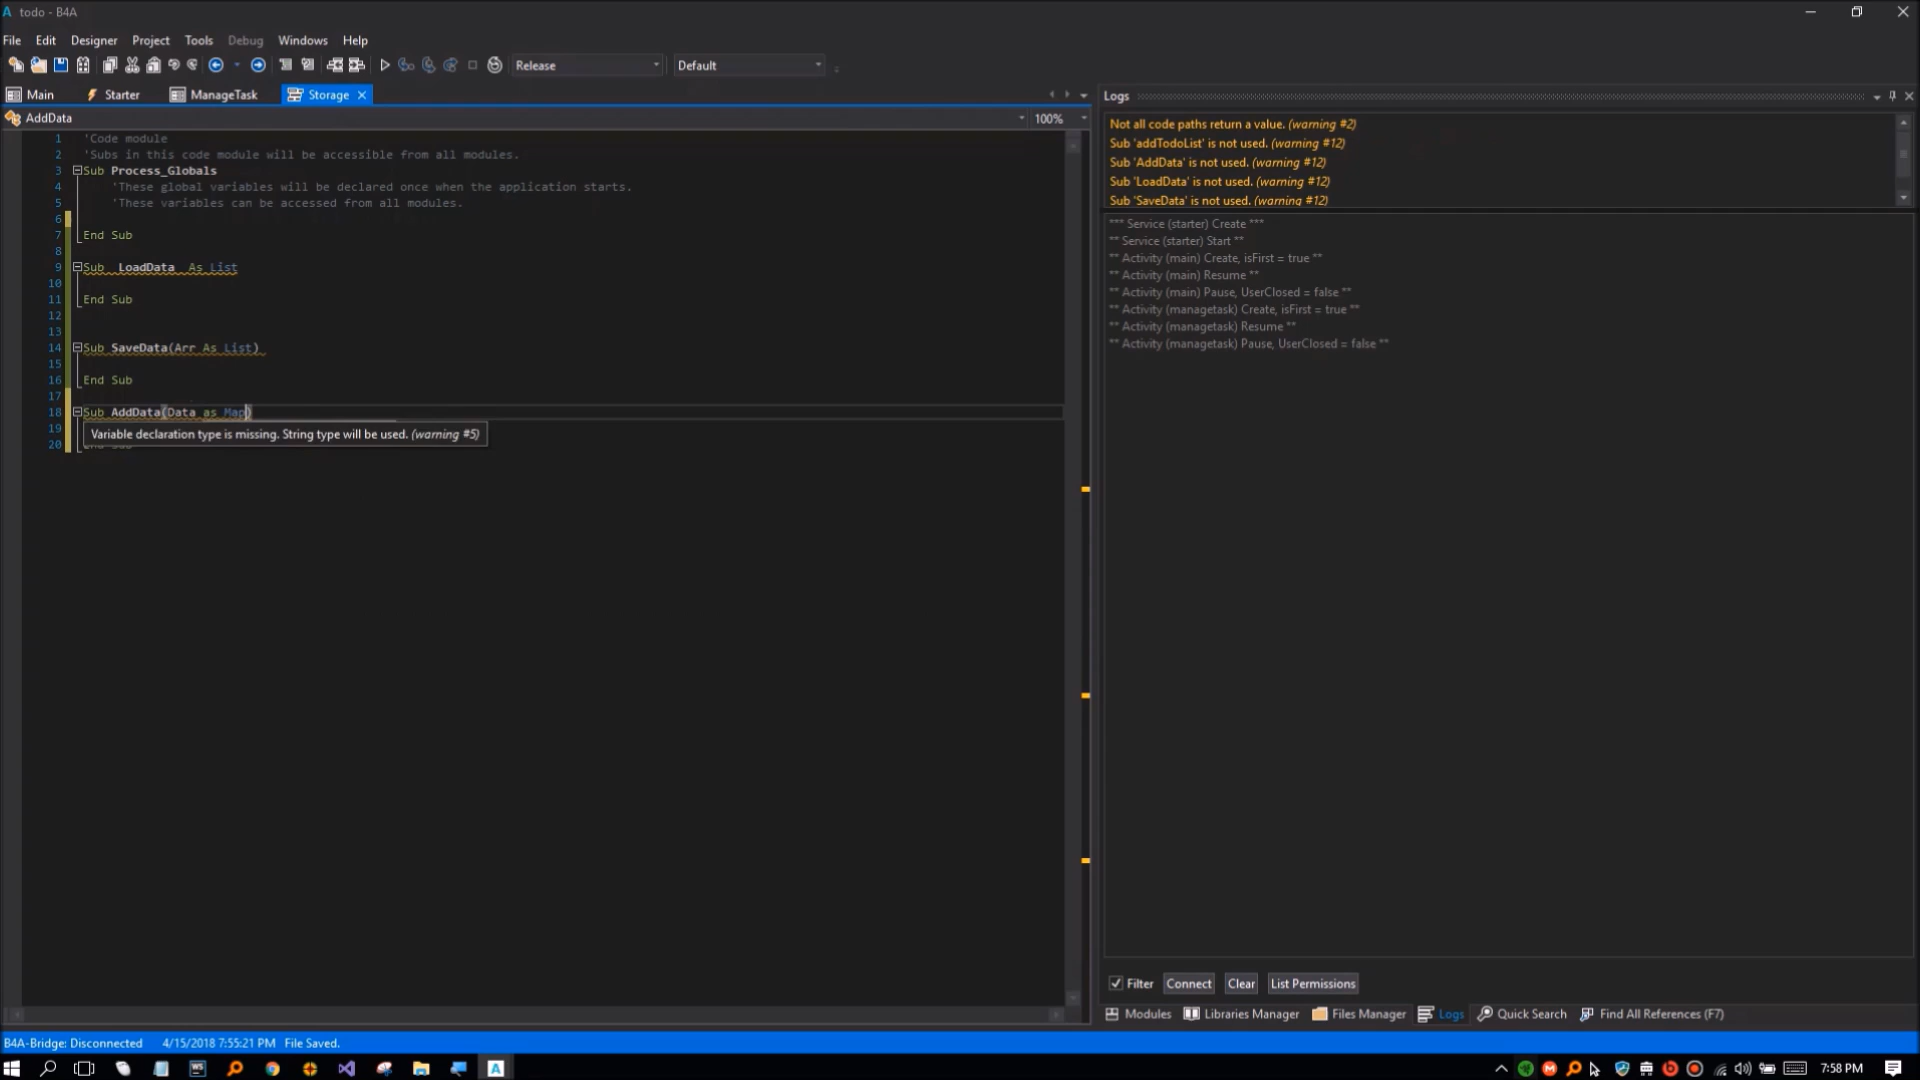 todo - B4A
File Edit Designer Project Tools Debug Windows Help
Release Default
Main Starter ManageTask Storage
AddData 100%
1 'Code module
2 'Subs in this code module will be accessible from all modules.
3 Sub Process_Globals
4 'These global variables will be declared once when the application starts.
5 'These variables can be accessed from all modules.
6
7 End Sub
8
9 Sub LoadData As List
10
11 End Sub
12
13
14 Sub SaveData(Arr As List)
15
16 End Sub
17
18 Sub AddData(Data as Map)
19
Variable declaration type is missing. String type will be used. (warning #5)
20 End Sub
Logs
Not all code paths return a value. (warning #2)
Sub 'addTodoList' is not used. (warning #12)
Sub 'AddData' is not used. (warning #12)
Sub 'LoadData' is not used. (warning #12)
Sub 'SaveData' is not used. (warning #12)
*** Service (starter) Create ***
** Service (starter) Start **
** Activity (main) Create, isFirst = true **
** Activity (main) Resume **
** Activity (main) Pause, UserClosed = false **
** Activity (managetask) Create, isFirst = true **
** Activity (managetask) Resume **
** Activity (managetask) Pause, UserClosed = false **
Filter Connect Clear List Permissions
Modules Libraries Manager Files Manager Logs Quick Search Find All References (F7)
B4A-Bridge: Disconnected 4/15/2018 7:55:21 PM File Saved.
7:58 PM